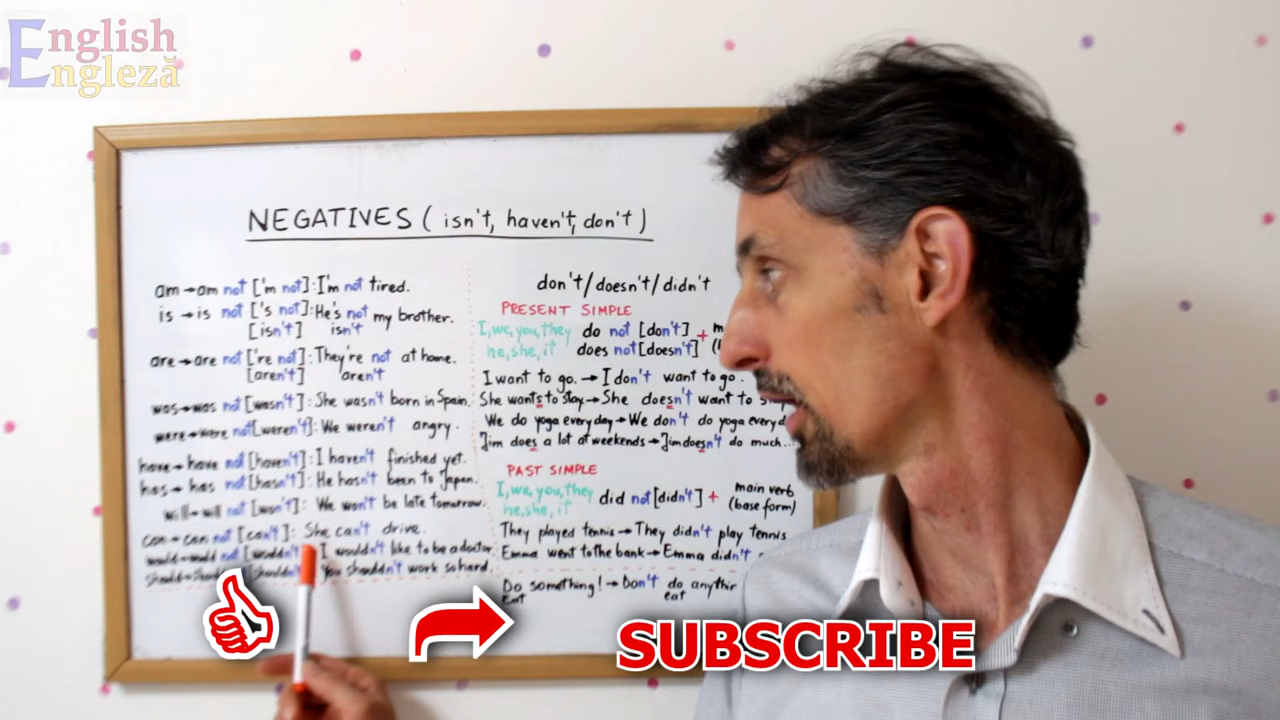 English
Engleză
NEGATIVES ( isn't, haven't, don't )
am → am not ['m not]: I'm not tired.
is → is not ['s not]: He's not my brother.
[isn't] isn't
are → are not ['re not]: They're not at home.
[aren't] aren't
was → was not [wasn't]: She wasn't born in Spain.
were → were not [weren't]: We weren't angry.
have → have not [haven't]: I haven't finished yet.
has → has not [hasn't]: He hasn't been to Japan.
will → will not [won't]: We won't be late tomorrow.
can → can not [can't]: She can't drive.
would → would not [wouldn't I wouldn't like to be a doctor.
should → [shouldn't You shouldn't work so hard.
don't / doesn't / didn't
PRESENT SIMPLE
I, we, you, they do not [don't] +
he, she, it does not [doesn't]
I want to go. → I don't want to go.
She wants to stay → She doesn't want to
We do yoga every day → We don't do yoga every
Jim does a lot at weekends → Jim doesn't do much...
PAST SIMPLE
I, we, you, they did not [didn't] + main verb
he, she, it (base form)
They played tennis → They didn't play tennis
Emma went to the bank → Emma didn't
Do something! → Don't do
Eat eat
SUBSCRIBE